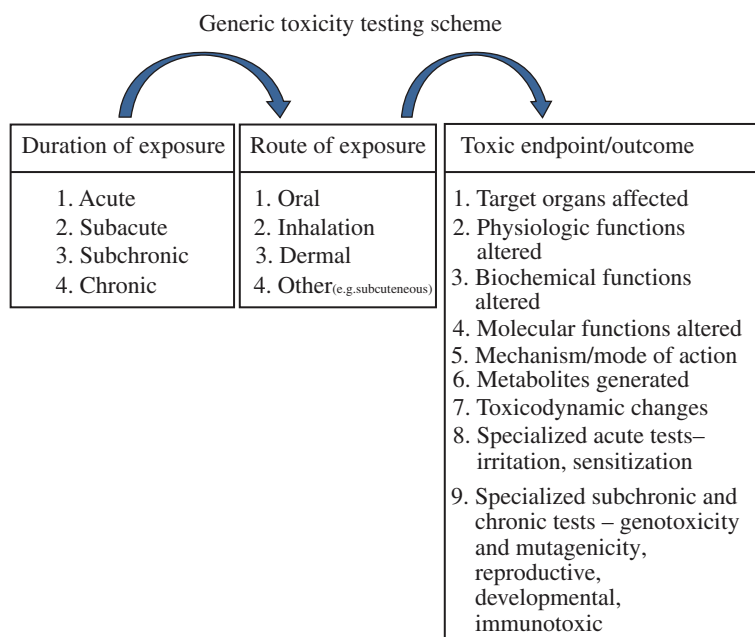 Generic toxicity testing scheme
Duration of exposure
1. Acute
2. Subacute
3. Subchronic
4. Chronic
Route of exposure
1. Oral
2. Inhalation
3. Dermal
4. Other(e.g.subcuteneous)
Toxic endpoint/outcome
1. Target organs affected
2. Physiologic functions
altered
3. Biochemical functions
altered
4. Molecular functions altered
5. Mechanism/mode of action
6. Metabolites generated
7. Toxicodynamic changes
8. Specialized acute tests–
irritation, sensitization
9. Specialized subchronic and
chronic tests – genotoxicity
and mutagenicity,
reproductive,
developmental,
immunotoxic